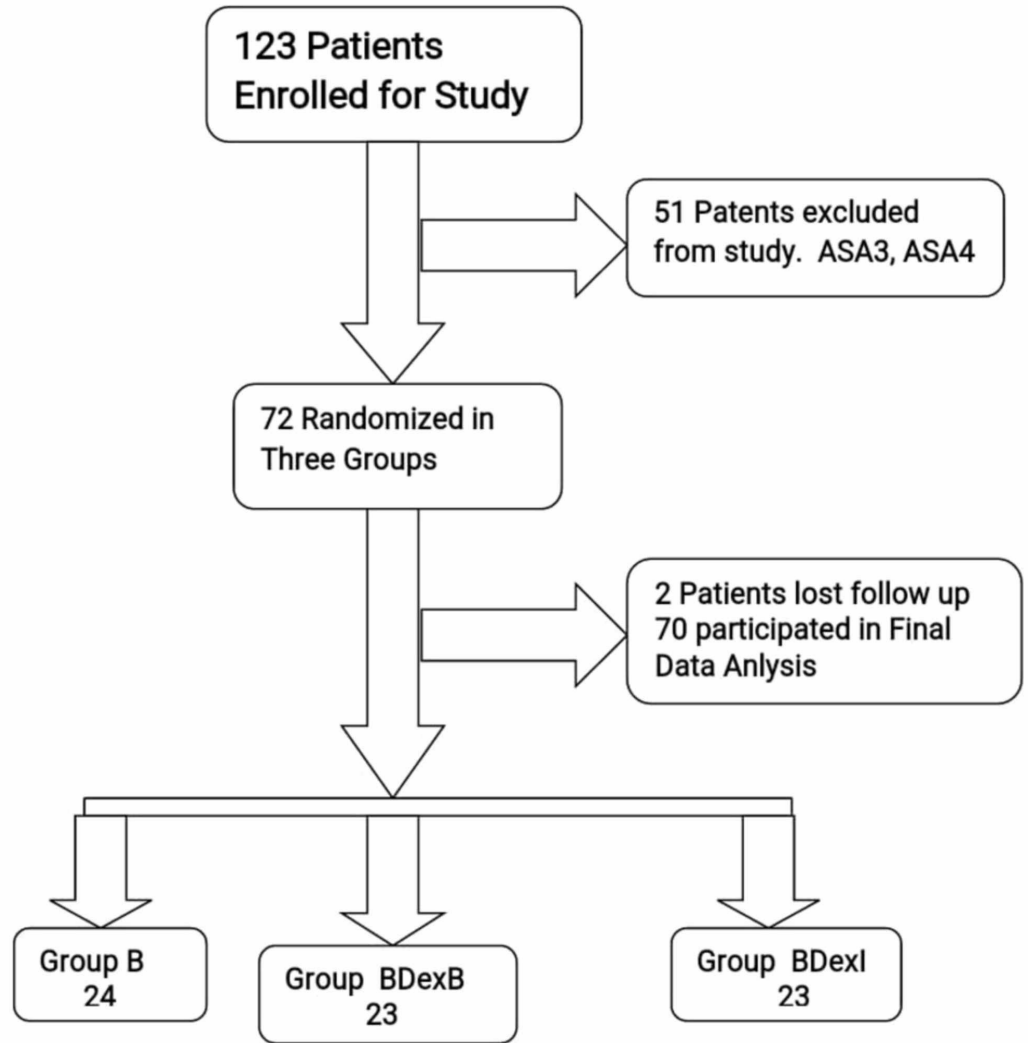 123 Patients
Enrolled for Study
51 Patents excluded
from study. ASA3, ASA4
72 Randomized in
Three Groups
2 Patients lost follow up
70 participated in Final
Data Anlysis
Group B
24
Group BDexB
23
Group BDexI
23